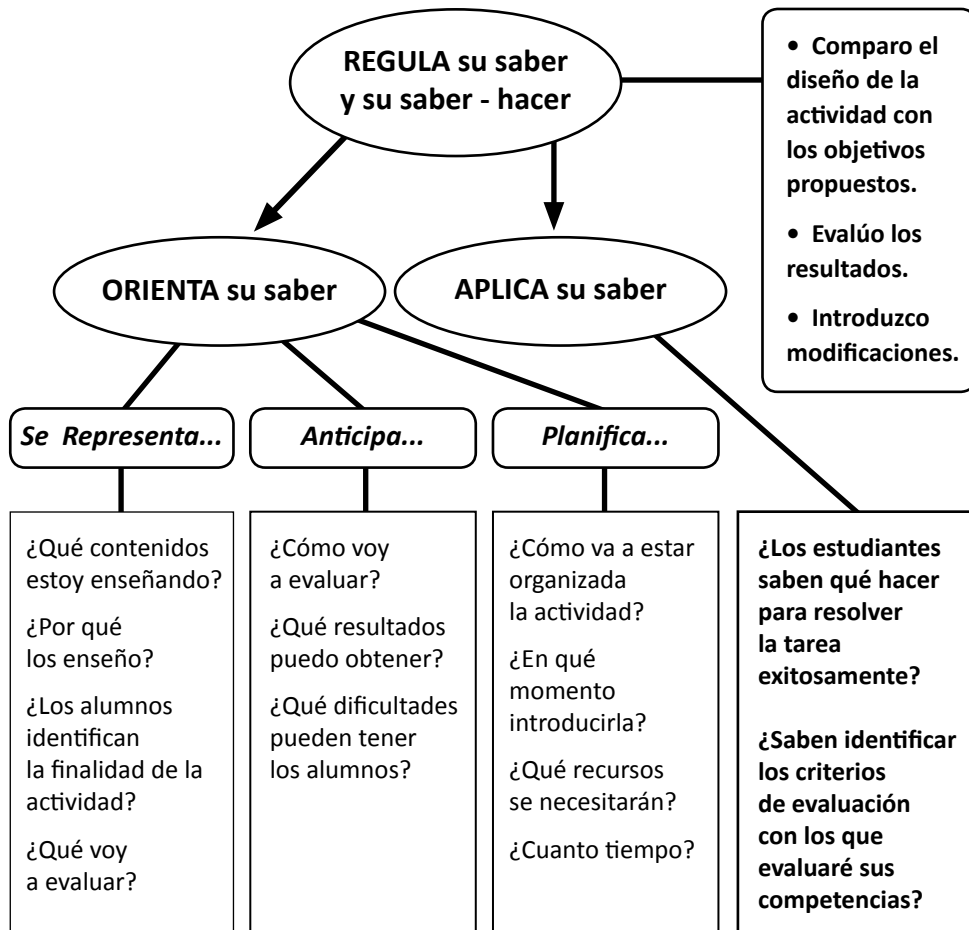 REGULA su saber
y su saber - hacer
• Comparo el
diseño de la
actividad con
los objetivos
propuestos.
• Evalúo los
resultados.
• Introduzco
modificaciones.
ORIENTA su saber
APLICA su saber
Se Representa...
Anticipa...
Planifica...
¿Qué contenidos
estoy enseñando?
¿Por qué
los enseño?
¿Los alumnos
identifican
la finalidad de la
actividad?
¿Qué voy
a evaluar?
¿Cómo voy
a evaluar?
¿Qué resultados
puedo obtener?
¿Qué dificultades
pueden tener
los alumnos?
¿Cómo va a estar
organizada
la actividad?
¿En qué
momento
introducirla?
¿Qué recursos
se necesitarán?
¿Cuanto tiempo?
¿Los estudiantes
saben qué hacer
para resolver
la tarea
exitosamente?
¿Saben identificar
los criterios
de evaluación
con los que
evaluaré sus
competencias?